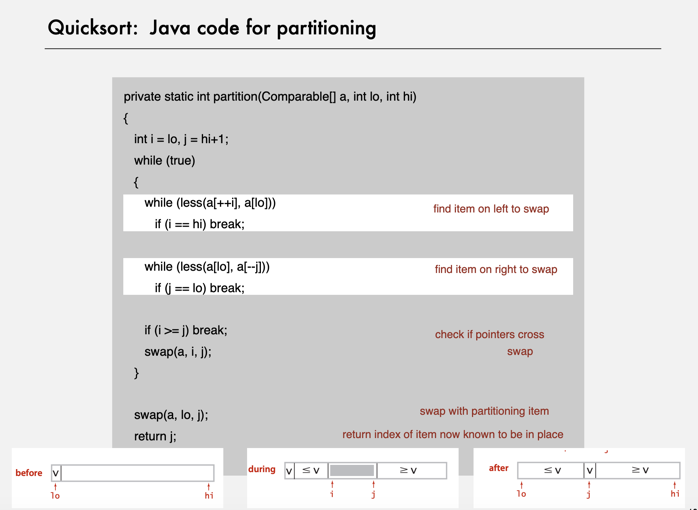 Quicksort: Java code for partitioning
private static int partition(Comparable[] a, int lo, int hi)
{
int i = lo, j = hi+1;
while (true)
{
while (less(a[++i], a[lo])) find item on left to swap
if (i == hi) break;
while (less(a[lo], a[--j])) find item on right to swap
if (j == lo) break;
if (i >= j) break; check if pointers cross
swap(a, i, j); swap
}
swap(a, lo, j); swap with partitioning item
return j; return index of item now known to be in place
before v
lo hi
during v ≤ v ≥ v
i j
after ≤ v v ≥ v
lo j hi